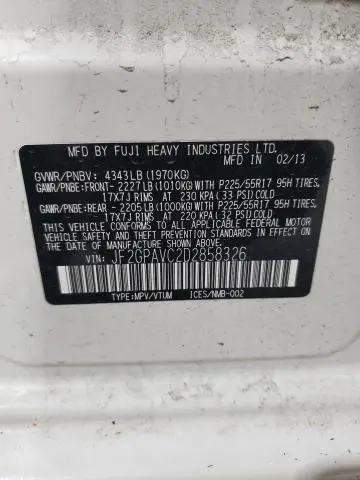 MFD BY FUJI HEAVY INDUSTRIES LTD.
MFD IN 02/13
GVWR/PNBV: 4343LB (1970KG)
GAWR/PNBE:FRONT- 2227LB(1010KG)WITH P225/55R17 95H TIRES,
17X7J RIMS AT 230 KPA(33 PSI)COLD
GAWR/PNBE:REAR - 2205LB(1000KG)WITH P225/55R17 95H TIRES,
17X7J RIMS AT 220 KPA(32 PSI)COLD
THIS VEHICLE CONFORMS TO ALL APPLICABLE FEDERAL MOTOR
VEHICLE SAFETY STANDARDS IN EFFECT ON
THE DATE OF MANUFACTURE SHOWN ABOVE.
VIN: JF2GPAVC2D2858326
TYPE:MPV/VTUM ICES/NMB-002